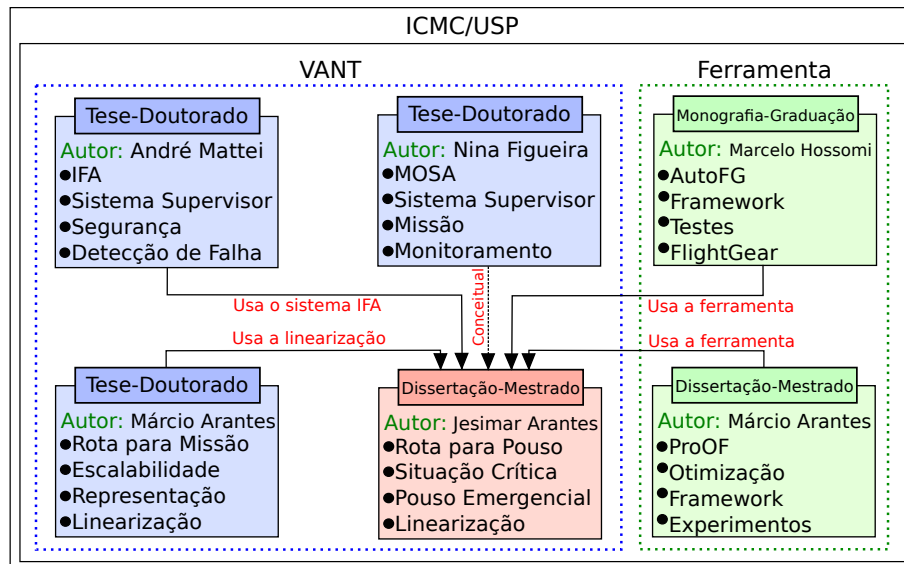 ICMC/USP
VANT
Ferramenta
Tese-Doutorado
Autor: André Mattei
●IFA
●Sistema Supervisor
●Segurança
●Detecção de Falha
Tese-Doutorado
Autor: Nina Figueira
●MOSA
●Sistema Supervisor
●Missão
●Monitoramento
Monografia-Graduação
Autor: Marcelo Hossomi
●AutoFG
●Framework
●Testes
●FlightGear
Usa o sistema IFA
Conceitual
Usa a ferramenta
Usa a linearização
Usa a ferramenta
Tese-Doutorado
Autor: Márcio Arantes
●Rota para Missão
●Escalabilidade
●Representação
●Linearização
Dissertação-Mestrado
Autor: Jesimar Arantes
●Rota para Pouso
●Situação Crítica
●Pouso Emergencial
●Linearização
Dissertação-Mestrado
Autor: Márcio Arantes
●ProOF
●Otimização
●Framework
●Experimentos